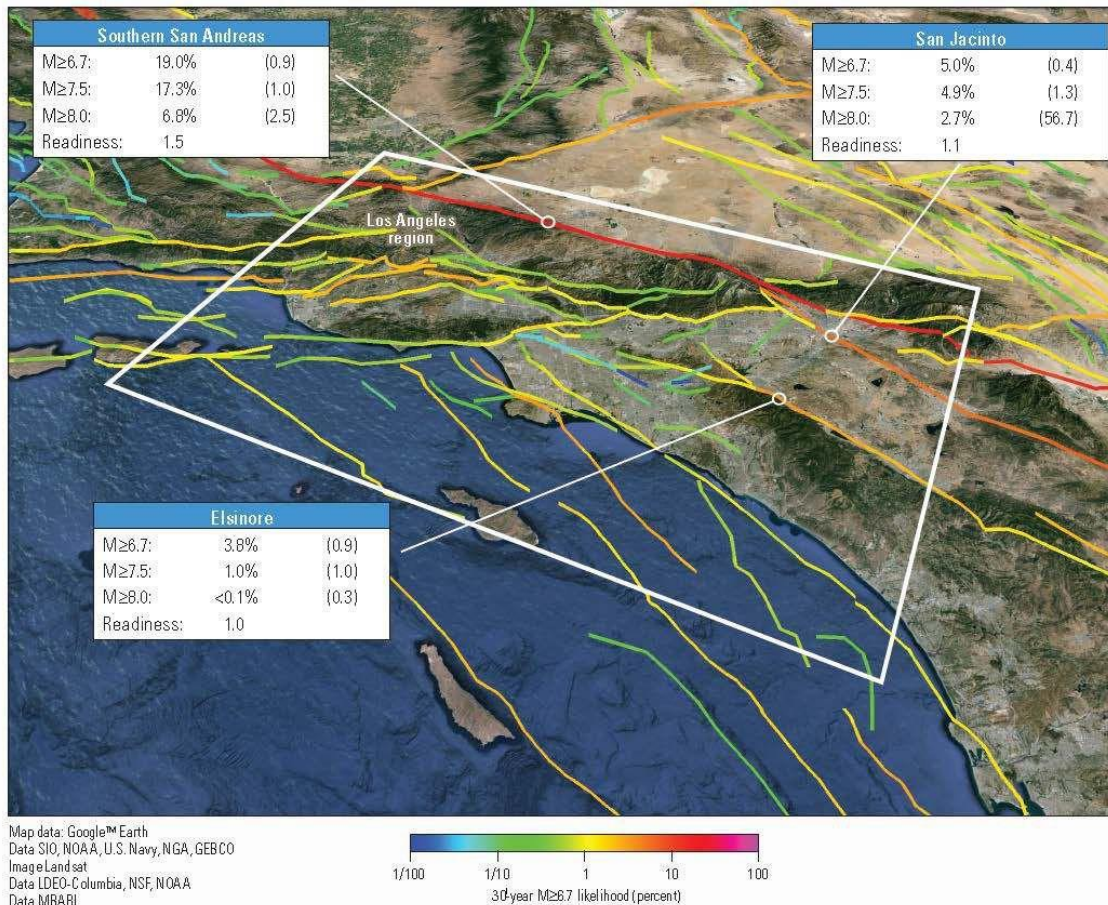 Southern San Andreas
M≥6.7: 19.0% (0.9)
M≥7.5: 17.3% (1.0)
M≥8.0: 6.8% (2.5)
Readiness: 1.5
San Jacinto
M≥6.7: 5.0% (0.4)
M≥7.5: 4.9% (1.3)
M≥8.0: 2.7% (56.7)
Readiness: 1.1
Los Angeles
region
Elsinore
M≥6.7: 3.8% (0.9)
M≥7.5: 1.0% (1.0)
M≥8.0: <0.1% (0.3)
Readiness: 1.0
Map data: Google™ Earth
Data SIO, NOAA, U.S. Navy, NGA, GEBCO
Image Landsat
Data LDEO-Columbia, NSF, NOAA
Data MBARI
1/100 1/10 1 10 100
30-year M≥6.7 likelihood (percent)